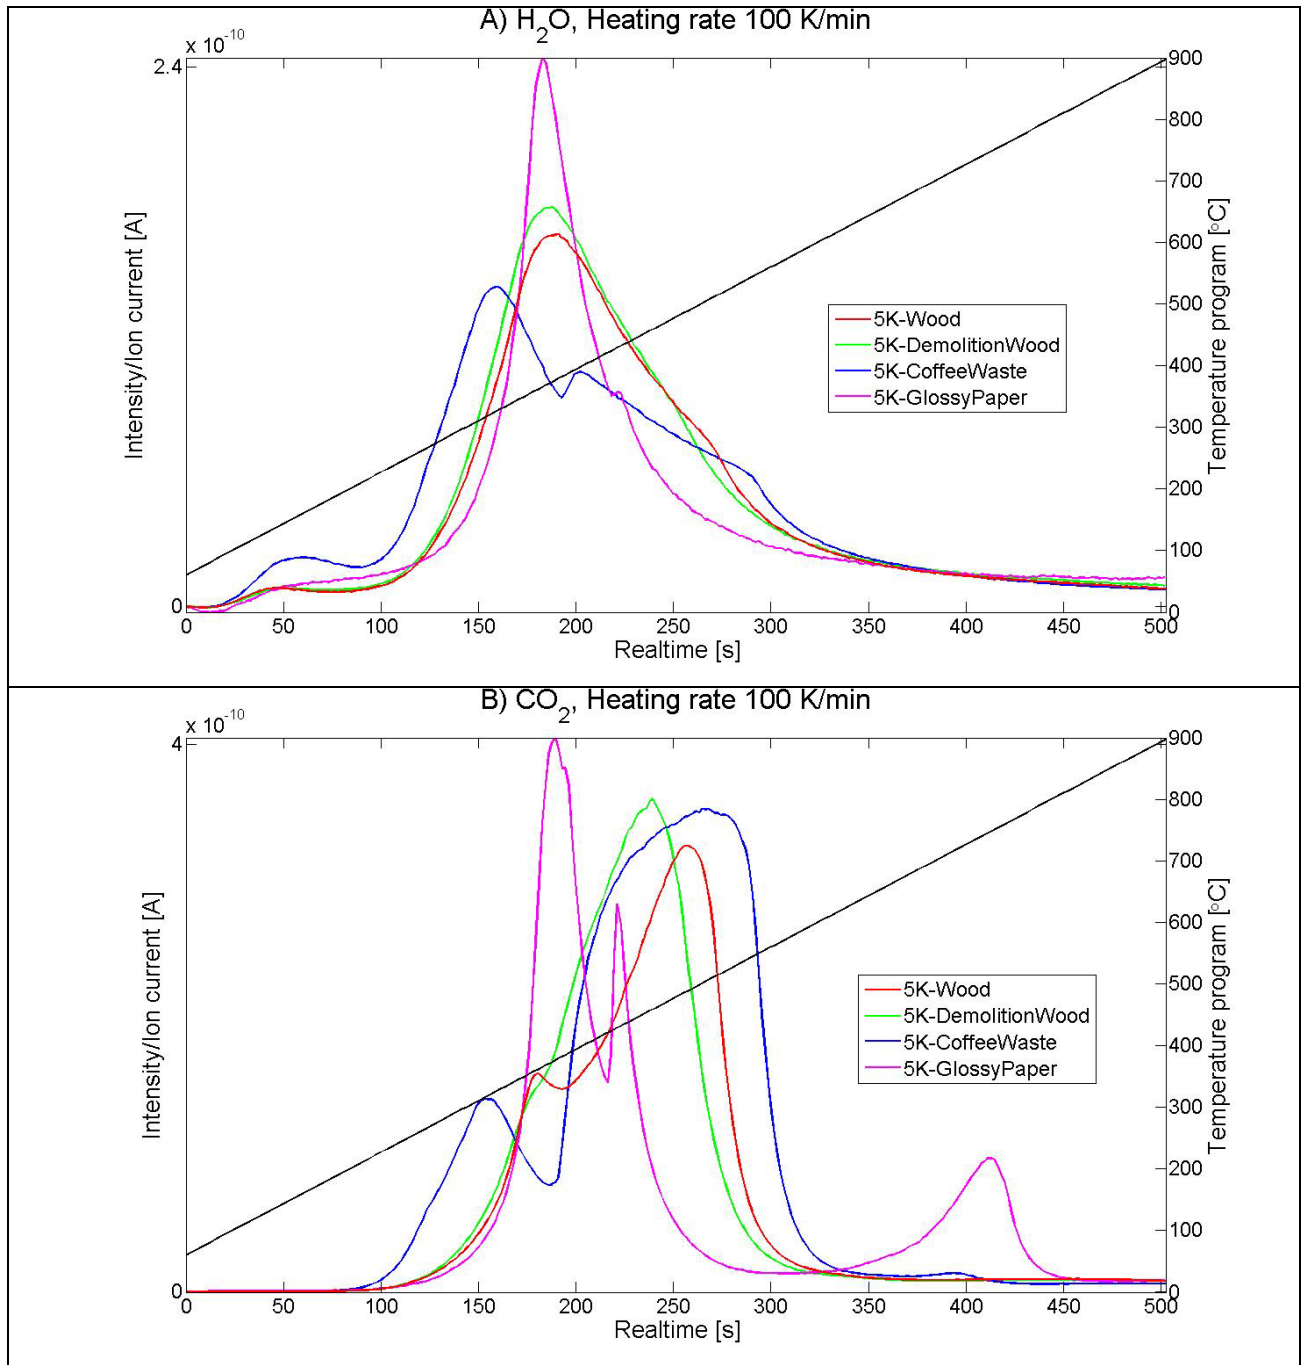 A) H2O, Heating rate 100 K/min
x 10-10
2.4
0
Intensity/Ion current [A]
900
800
700
600
500
400
300
200
100
0
Temperature program [°C]
5K-Wood
5K-DemolitionWood
5K-CoffeeWaste
5K-GlossyPaper
0 50 100 150 200 250 300 350 400 450 500
Realtime [s]
B) CO2, Heating rate 100 K/min
x 10-10
4
0
Intensity/Ion current [A]
900
800
700
600
500
400
300
200
100
0
Temperature program [°C]
5K-Wood
5K-DemolitionWood
5K-CoffeeWaste
5K-GlossyPaper
0 50 100 150 200 250 300 350 400 450 500
Realtime [s]